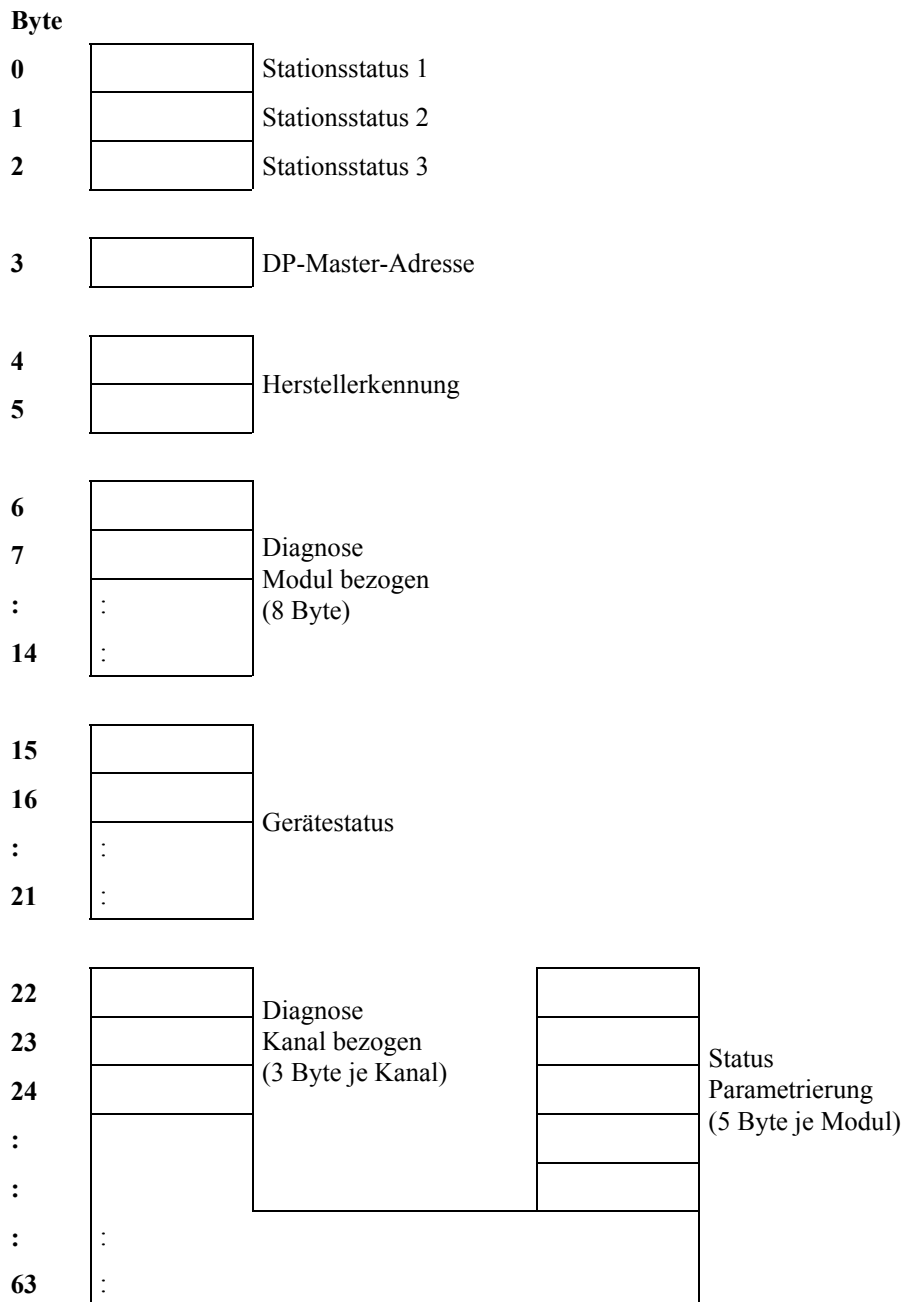 Byte
0 Stationsstatus 1
1 Stationsstatus 2
2 Stationsstatus 3
3 DP-Master-Adresse
4
Herstellerkennung
5
6
7 Diagnose
Modul bezogen
: : (8 Byte)
14 :
15
16
Gerätestatus
: :
21 :
22
Diagnose
23 Kanal bezogen
Status
(3 Byte je Kanal)
24 Parametrierung
(5 Byte je Modul)
:
:
: :
63 :